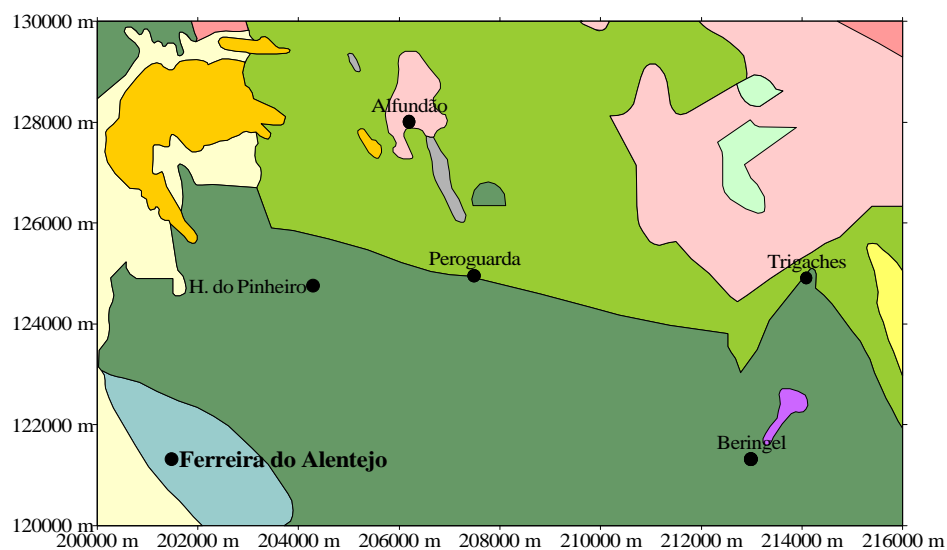 130000 m
128000 m
126000 m
124000 m
122000 m
120000 m
Alfundão
Peroguarda
Trigaches
H. do Pinheiro
Beringel
Ferreira do Alentejo
200000 m 202000 m 204000 m 206000 m 208000 m 210000 m 212000 m 214000 m 216000 m